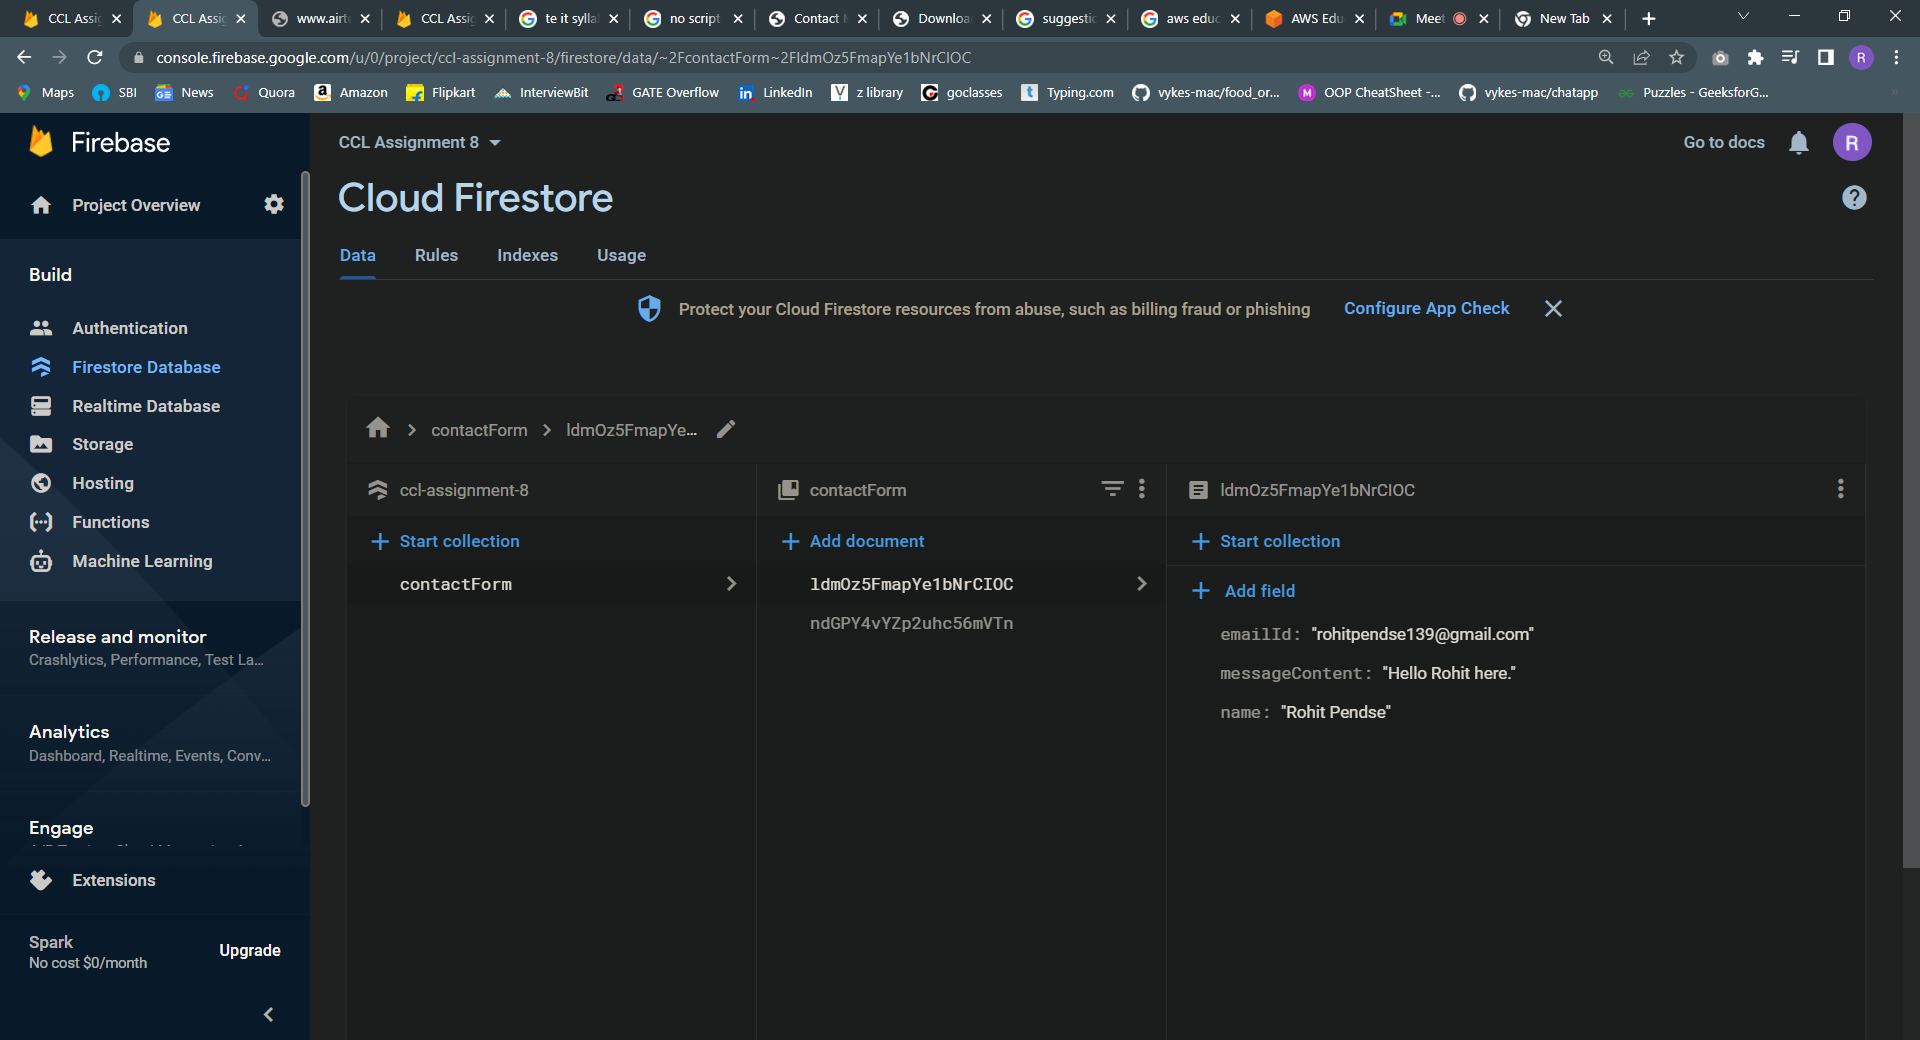 CCL Assig
CCL Assig
www.airte
CCL Assig
te it sylla
no script
Contact M
Downloa
suggestic
aws educ
AWS Edu
Meet
New Tab
console.firebase.google.com/u/0/project/ccl-assignment-8/firestore/data/~2FcontactForm~2FldmOz5FmapYe1bNrCIOC
R
Maps
SBI
News
Quora
Amazon
Flipkart
InterviewBit
GATE Overflow
LinkedIn
z library
goclasses
Typing.com
vykes-mac/food_or...
OOP CheatSheet -...
vykes-mac/chatapp
Puzzles - GeeksforG...
Firebase
CCL Assignment 8
Go to docs
R
Project Overview
Cloud Firestore
Data
Rules
Indexes
Usage
Build
Protect your Cloud Firestore resources from abuse, such as billing fraud or phishing
Configure App Check
Authentication
Firestore Database
Realtime Database
Storage
Hosting
Functions
Machine Learning
contactForm
ldmOz5FmapYe...
ccl-assignment-8
contactForm
ldmOz5FmapYe1bNrCIOC
Start collection
Add document
Start collection
contactForm
ldmOz5FmapYe1bNrCIOC
Add field
ndGPY4vYZp2uhc56mVTn
emailId: "rohitpendse139@gmail.com"
messageContent: "Hello Rohit here."
name: "Rohit Pendse"
Release and monitor
Crashlytics, Performance, Test La...
Analytics
Dashboard, Realtime, Events, Conv...
Engage
Extensions
Spark
No cost $0/month
Upgrade